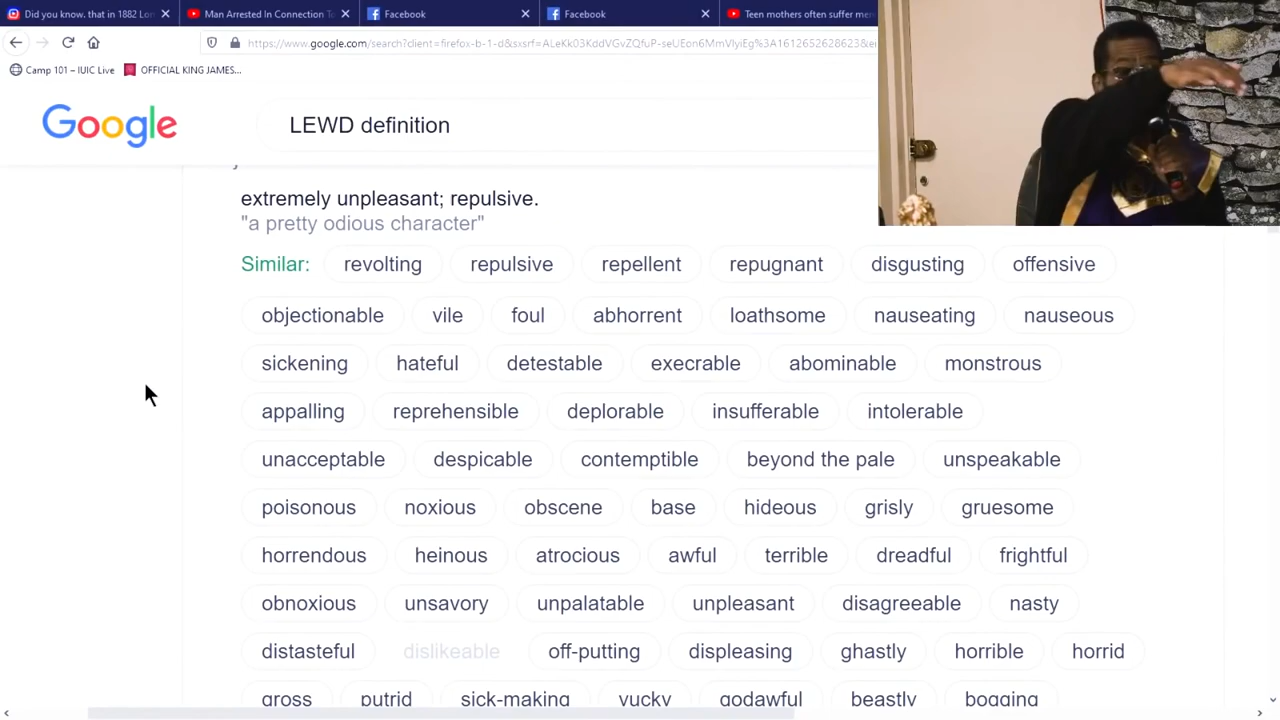 Did you know, that in 1882 Lon
Man Arrested In Connection To
Facebook
Facebook
Teen mothers often suffer mer
Camp 101 – IUIC Live
OFFICIAL KING JAMES...
Google
LEWD definition
extremely unpleasant; repulsive.
"a pretty odious character"
Similar: revolting repulsive repellent repugnant disgusting offensive
objectionable vile foul abhorrent loathsome nauseating nauseous
sickening hateful detestable execrable abominable monstrous
appalling reprehensible deplorable insufferable intolerable
unacceptable despicable contemptible beyond the pale unspeakable
poisonous noxious obscene base hideous grisly gruesome
horrendous heinous atrocious awful terrible dreadful frightful
obnoxious unsavory unpalatable unpleasant disagreeable nasty
distasteful dislikeable off-putting displeasing ghastly horrible horrid
gross putrid sick-making yucky godawful beastly bogging